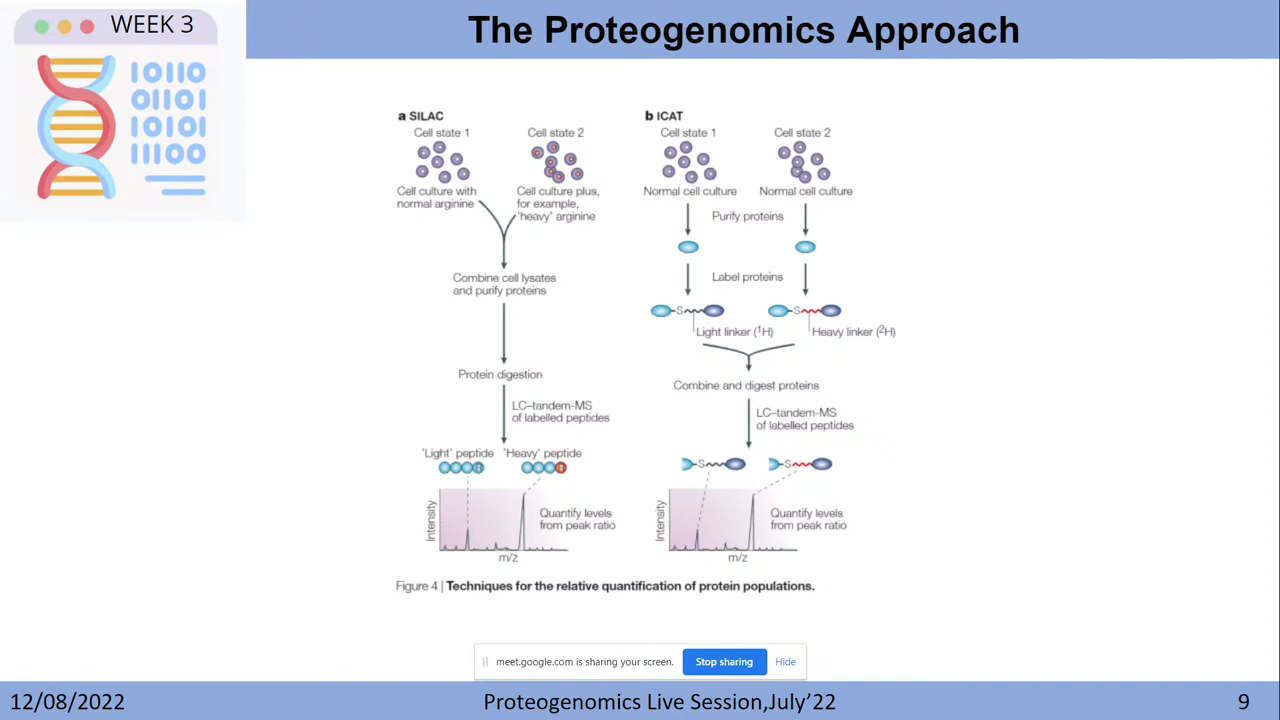 WEEK 3
10110
01101
10101
11100
The Proteogenomics Approach
a SILAC
Cell state 1
Cell state 2
Cell culture with
normal arginine
Cell culture plus,
for example,
'heavy' arginine
Combine cell lysates
and purify proteins
Protein digestion
LC–tandem-MS
of labelled peptides
'Light' peptide
'Heavy' peptide
Intensity
Quantify levels
from peak ratio
m/z
b ICAT
Cell state 1
Cell state 2
Normal cell culture
Normal cell culture
Purify proteins
Label proteins
S
S
Light linker (¹H)
Heavy linker (²H)
Combine and digest proteins
LC–tandem-MS
of labelled peptides
S
S
Intensity
Quantify levels
from peak ratio
m/z
Figure 4 | Techniques for the relative quantification of protein populations.
meet.google.com is sharing your screen.
Stop sharing
Hide
12/08/2022
Proteogenomics Live Session,July’22
9